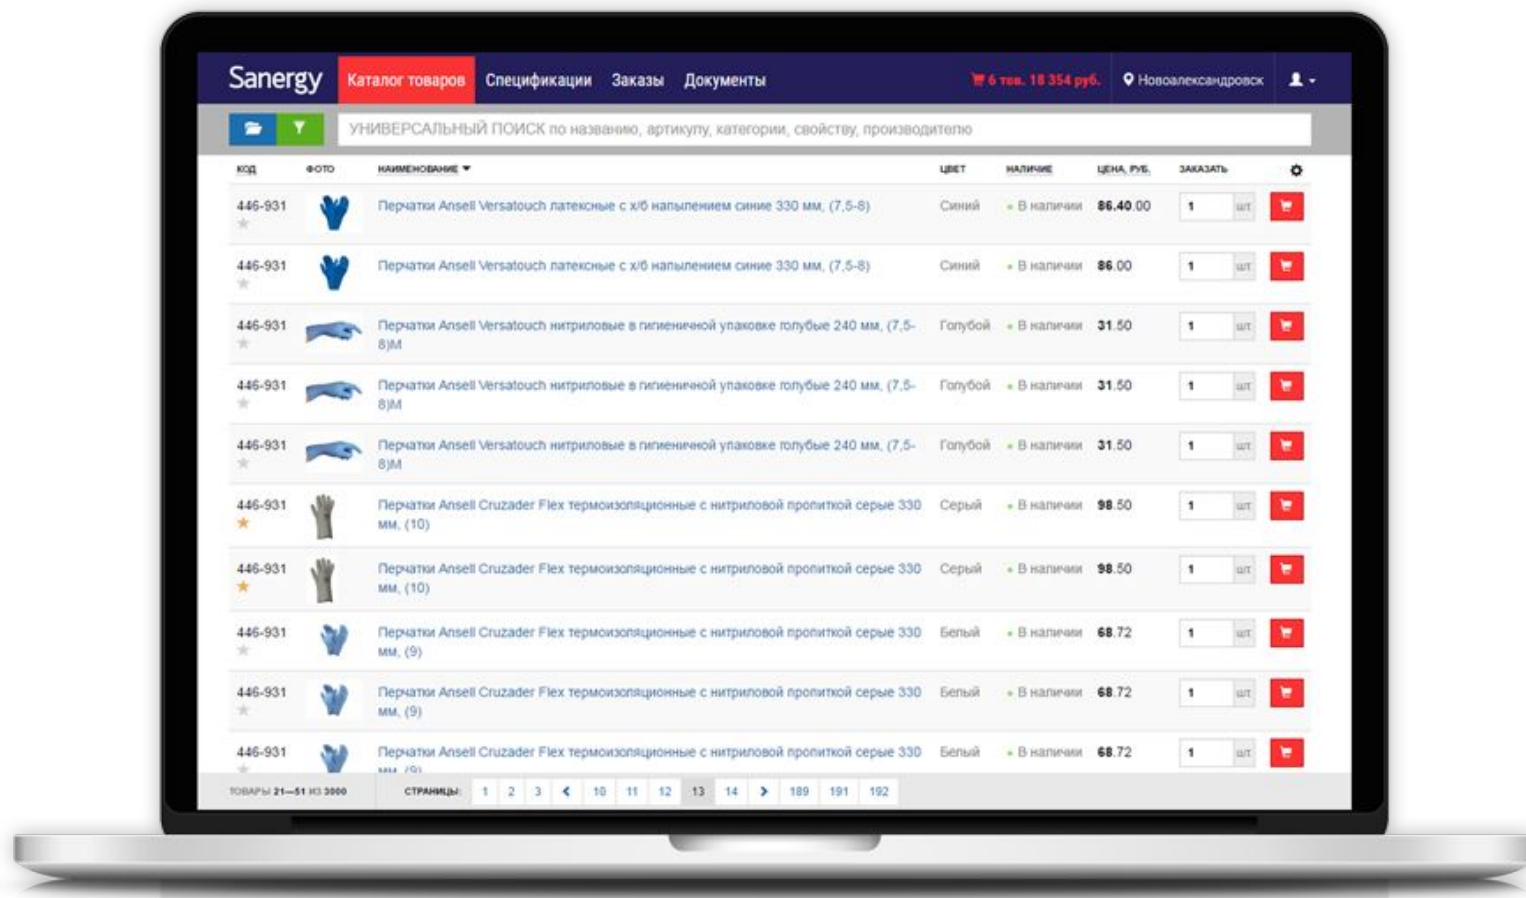 Sanergy Каталог товаров Спецификации Заказы Документы 6 тов. 18 354 руб. Новоалександровск
УНИВЕРСАЛЬНЫЙ ПОИСК по названию, артикулу, категории, свойству, производителю
КОД ФОТО НАИМЕНОВАНИЕ ЦВЕТ НАЛИЧИЕ ЦЕНА, РУБ. ЗАКАЗАТЬ
446-931 Перчатки Ansell Versatouch латексные с х/б напылением синие 330 мм, (7,5-8) Синий В наличии 86.40.00 1 шт
446-931 Перчатки Ansell Versatouch латексные с х/б напылением синие 330 мм, (7,5-8) Синий В наличии 86.00 1 шт
446-931 Перчатки Ansell Versatouch нитриловые в гигиеничной упаковке голубые 240 мм, (7,5- Голубой В наличии 31.50 1 шт
8)M
446-931 Перчатки Ansell Versatouch нитриловые в гигиеничной упаковке голубые 240 мм, (7,5- Голубой В наличии 31.50 1 шт
8)M
446-931 Перчатки Ansell Versatouch нитриловые в гигиеничной упаковке голубые 240 мм, (7,5- Голубой В наличии 31.50 1 шт
8)M
446-931 Перчатки Ansell Cruzader Flex термоизоляционные с нитриловой пропиткой серые 330 Серый В наличии 98.50 1 шт
мм, (10)
446-931 Перчатки Ansell Cruzader Flex термоизоляционные с нитриловой пропиткой серые 330 Серый В наличии 98.50 1 шт
мм, (10)
446-931 Перчатки Ansell Cruzader Flex термоизоляционные с нитриловой пропиткой серые 330 Белый В наличии 68.72 1 шт
мм, (9)
446-931 Перчатки Ansell Cruzader Flex термоизоляционные с нитриловой пропиткой серые 330 Белый В наличии 68.72 1 шт
мм, (9)
446-931 Перчатки Ansell Cruzader Flex термоизоляционные с нитриловой пропиткой серые 330 Белый В наличии 68.72 1 шт
мм, (9)
ТОВАРЫ 21—51 ИЗ 3000 СТРАНИЦЫ: 1 2 3 10 11 12 13 14 189 191 192